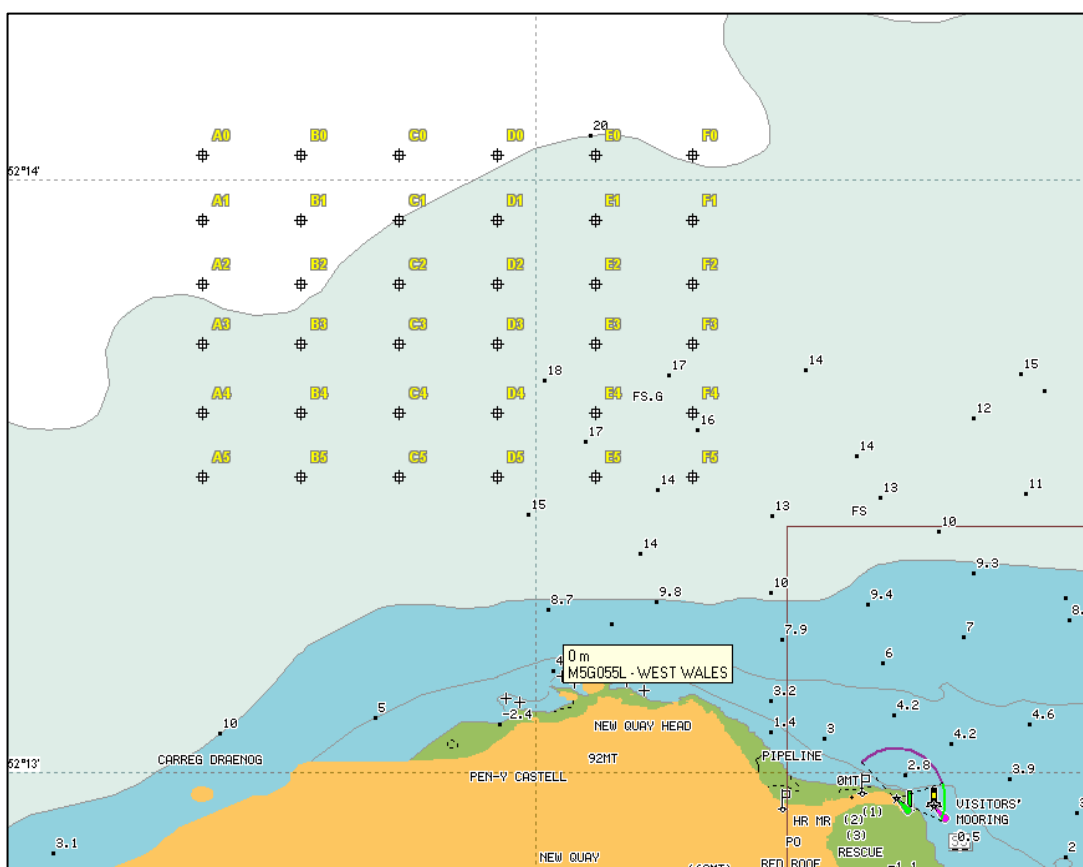 20
A0 B0 C0 D0 E0 F0
52°14'
A1 B1 C1 D1 E1 F1
A2 B2 C2 D2 E2 F2
A3 B3 C3 D3 E3 F3
18 17 14 15
FS.G
A4 B4 C4 D4 E4 F4
12
17 16
14
A5 B5 C5 D5 E5 F5
14 13 11
15 13 FS
10
14
9.3
10
8.7 9.8 9.4
8.
7.9 7
0 m
M5G055L - WEST WALES
4
6
3.2
5 -2.4 4.2 4.6
NEW QUAY HEAD 1.4 3
10
4.2
CARREG DRAENOG 92MT PIPELINE
52°13'
PEN-Y CASTELL 0MT 2.8 3.9
VISITORS'
MOORING
HR MR (2) (1)
(3)
PO
RESCUE
0.5
SS
3.1
NEW QUAY
RED ROOF
-1.1
2